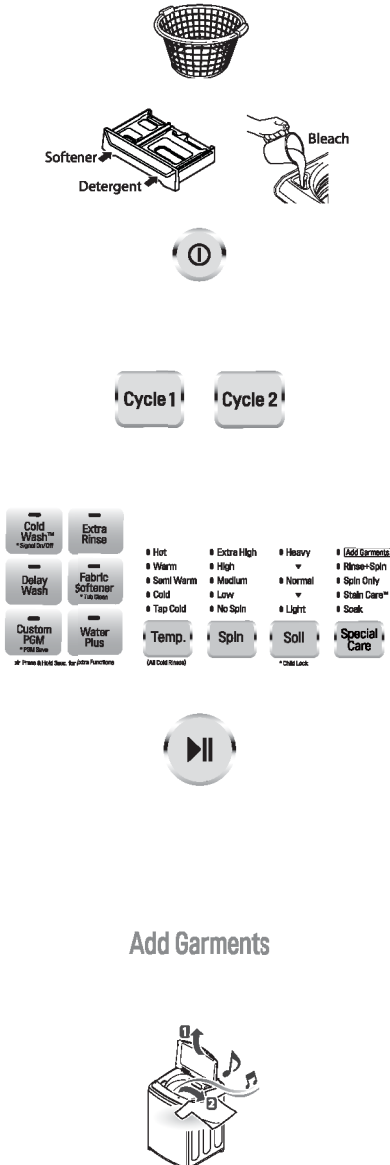 Bleach
Softener
Detergent
Cycle 1 Cycle 2
Cold Wash™ * Signal On/Off
Extra Rinse
Delay Wash
Fabric Softener * Tub Clean
Custom PGM * PGM Save
Water Plus
* Press & Hold 3sec. for Extra Functions
Hot
Warm
Semi Warm
Cold
Tap Cold
Temp.
(All Cold Rinses)
Extra High
High
Medium
Low
No Spin
Spin
Heavy
Normal
Light
Soil
* Child Lock
Add Garments
Rinse+Spin
Spin Only
Stain Care™
Soak
Special Care
Add Garments
1
2